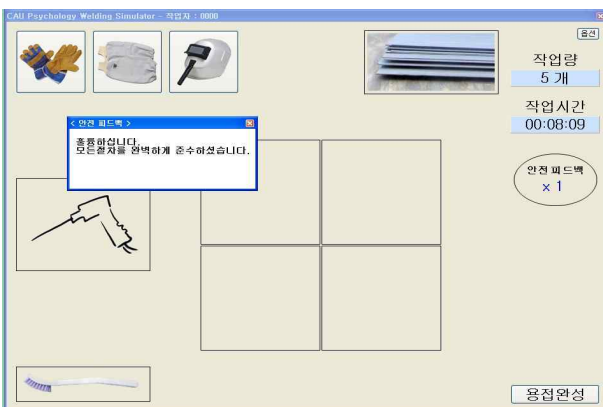 CAU Psychology Welding Simulator - 작업자 : 0000
옵션
작업량
5 개
작업시간
00:08:09
< 안전 피드백 >
훌륭하십니다.
모든절차를 완벽하게 준수하셨습니다.
안전 피드백
x 1
용접완성